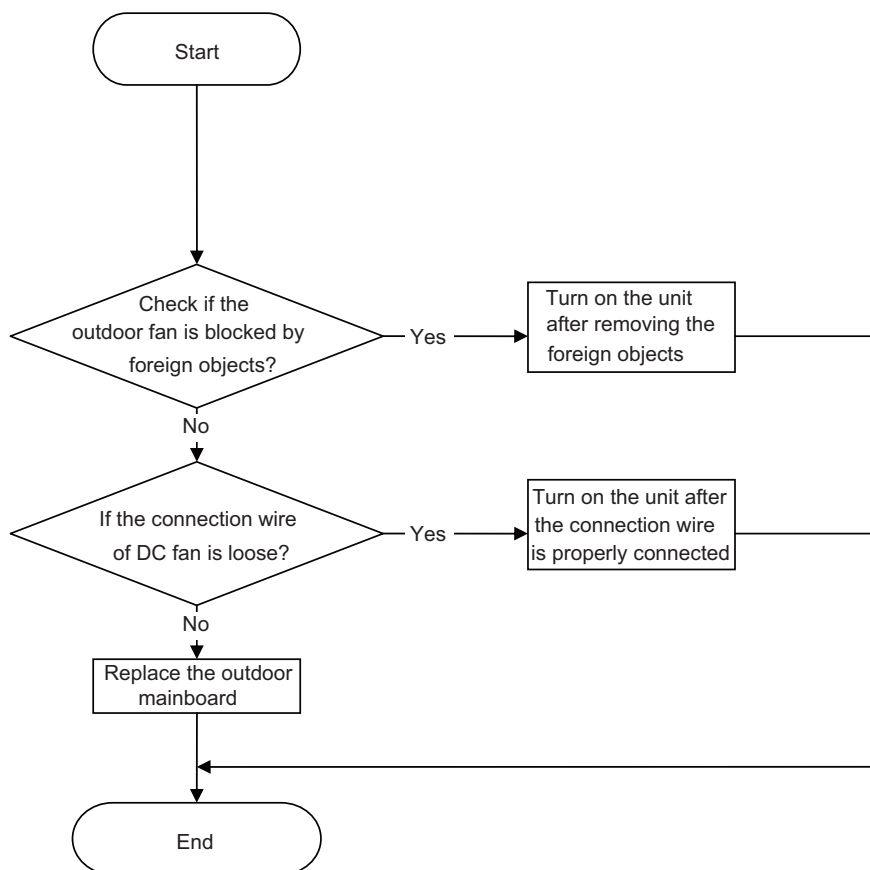 Start
Check if the
outdoor fan is blocked by
foreign objects?
Yes
Turn on the unit
after removing the
foreign objects
No
If the connection wire
of DC fan is loose?
Yes
Turn on the unit after
the connection wire
is properly connected
No
Replace the outdoor
mainboard
End